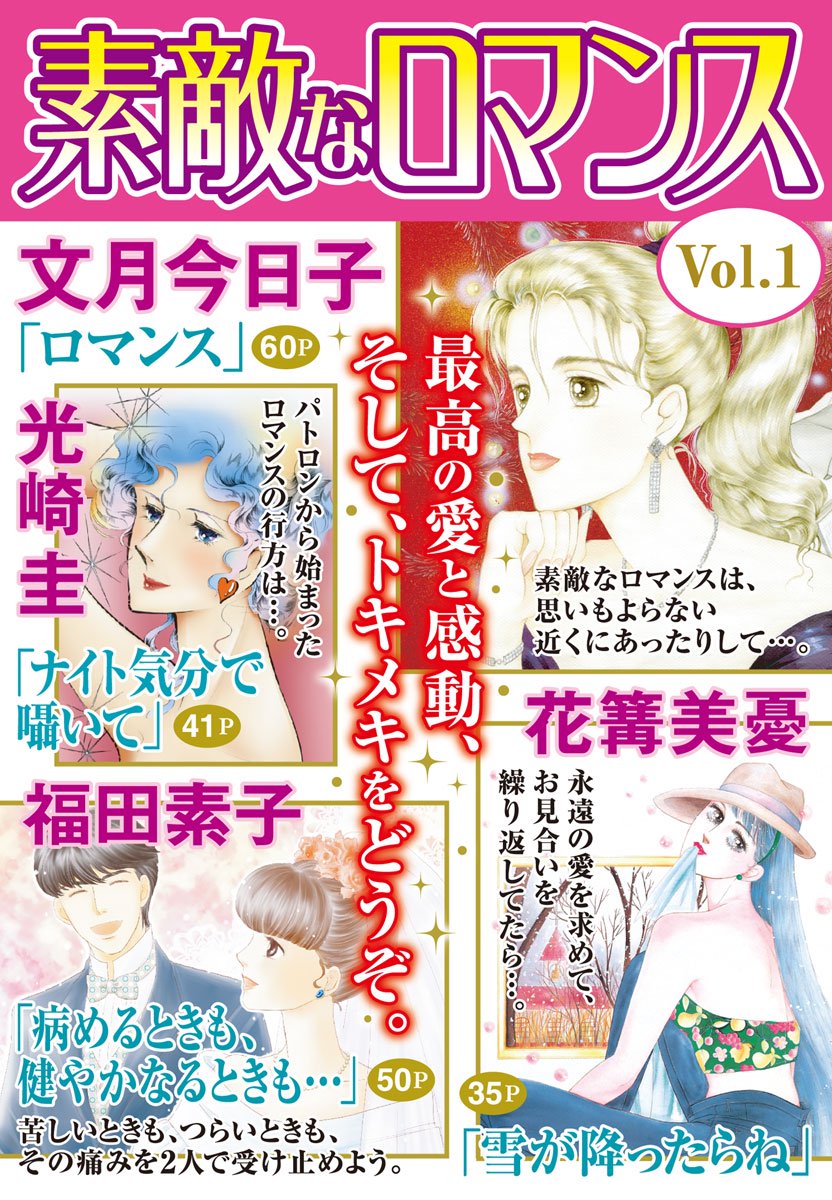 素敵なロマンス
Vol.1
文月今日子
「ロマンス」
60P
素敵なロマンスは、
思いもよらない
近くにあったりして…。
最高の愛と感動、
そして、トキメキをどうぞ。
光崎圭
パトロンから始まった
ロマンスの行方は…。
「ナイト気分で
囁いて」
41P
花篝美憂
永遠の愛を求めて、
お見合いを
繰り返してたら…。
35P
「雪が降ったらね」
福田素子
「病めるときも、
健やかなるときも…」
50P
苦しいときも、つらいときも、
その痛みを2人で受け止めよう。